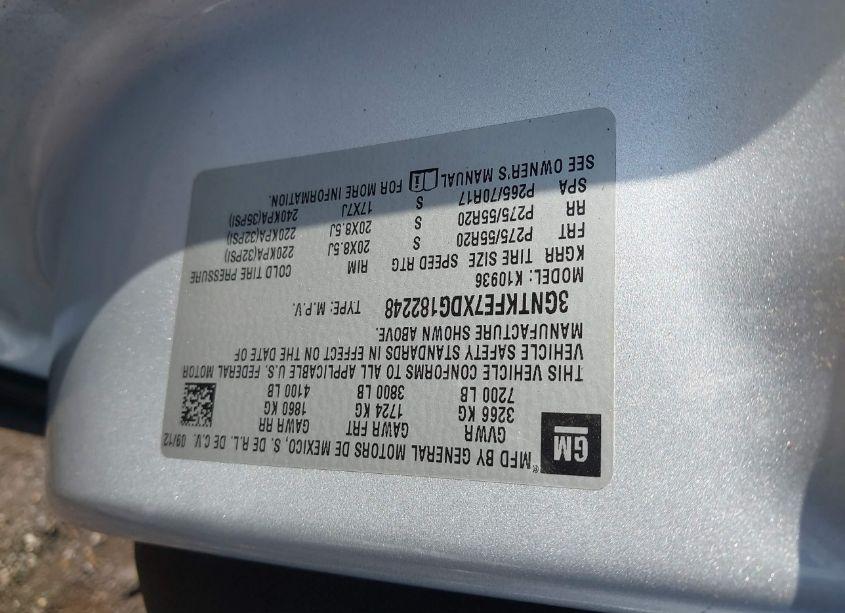 GM
MFD BY GENERAL MOTORS DE MEXICO, S. DE R.L. DE C.V. 09/12
GVWR GAWR FRT GAWR RR
3266 KG 1724 KG 1860 KG
7200 LB 3800 LB 4100 LB
THIS VEHICLE CONFORMS TO ALL APPLICABLE U.S. FEDERAL MOTOR
VEHICLE SAFETY STANDARDS IN EFFECT ON THE DATE OF
MANUFACTURE SHOWN ABOVE.
3GNTKFE7XDG182248 TYPE: M.P.V.
MODEL: K10936
KGRR TIRE SIZE SPEED RTG RIM COLD TIRE PRESSURE
FRT P275/55R20 S 20X8.5J 220KPA(32PSI)
RR P275/55R20 S 20X8.5J 220KPA(32PSI)
SPA P265/70R17 S 17X7J 240KPA(35PSI)
SEE OWNER'S MANUAL FOR MORE INFORMATION.